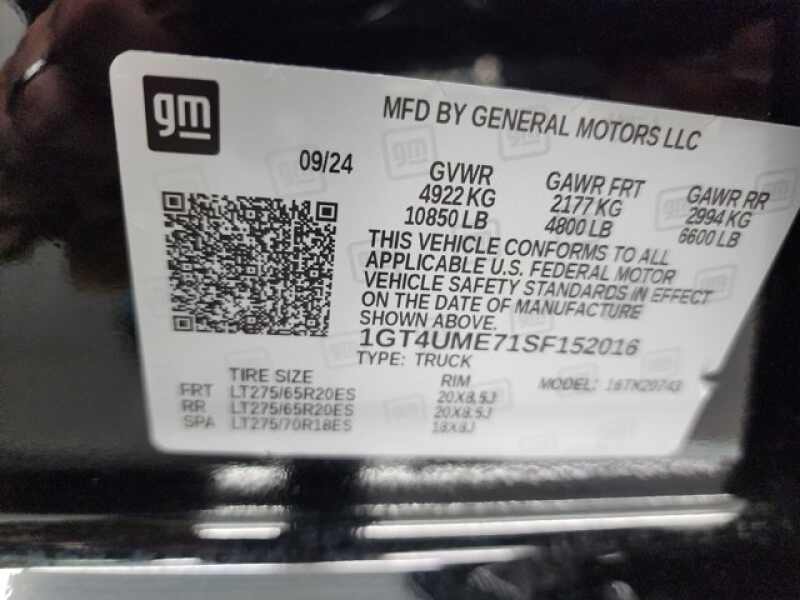 gm
MFD BY GENERAL MOTORS LLC
09/24
GVWR GAWR FRT GAWR RR
4922 KG 2177 KG 2994 KG
10850 LB 4800 LB 6600 LB
THIS VEHICLE CONFORMS TO ALL
APPLICABLE U.S. FEDERAL MOTOR
VEHICLE SAFETY STANDARDS IN EFFECT
ON THE DATE OF MANUFACTURE
SHOWN ABOVE.
1GT4UME71SF152016
TYPE: TRUCK
TIRE SIZE RIM MODEL:
FRT LT275/65R20ES 20X8.5J
RR LT275/65R20ES 20X8.5J
SPA LT275/70R18ES 18X8J